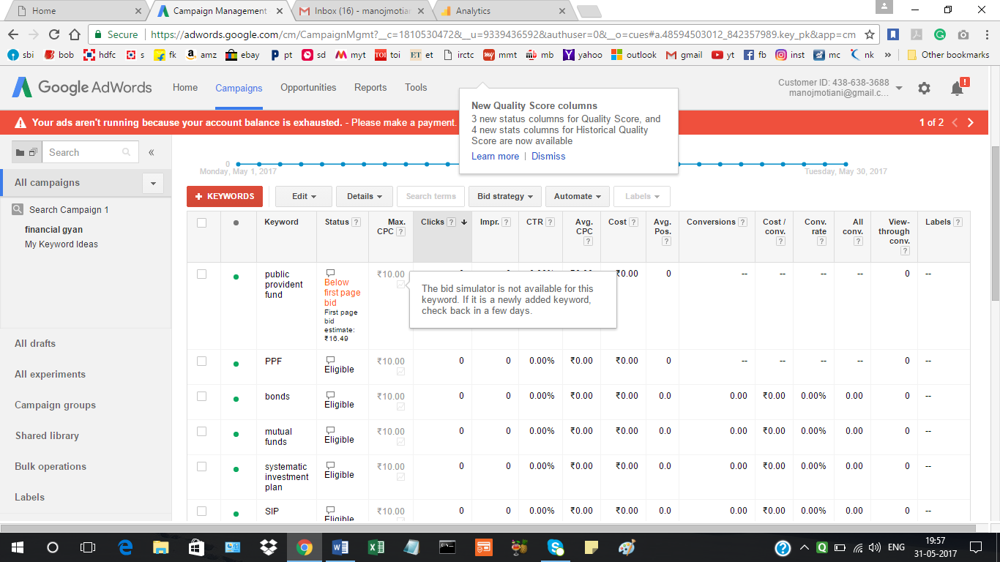 Home
Campaign Management -
Inbox (16) - manojmotian
Analytics
Secure
https://adwords.google.com/cm/CampaignMgmt?__c=1810530472&__u=9339436592&authuser=0&__o=cues#a.48594503012_842357989.key_pk&app=cm
sbi bob hdfc s fk amz ebay pt sd myt toi et irctc mmt mb yahoo outlook gmail yt fb inst mc nk » Other bookmarks
Google AdWords Home Campaigns Opportunities Reports Tools
Customer ID: 438-638-3688
manojmotiani@gmail.c...
New Quality Score columns
3 new status columns for Quality Score, and
4 new stats columns for Historical Quality
Score are now available
Learn more | Dismiss
Your ads aren't running because your account balance is exhausted. - Please make a payment.
1 of 2
Search
«
All campaigns
Search Campaign 1
financial gyan
My Keyword Ideas
All drafts
All experiments
Campaign groups
Shared library
Bulk operations
Labels
0
Monday, May 1, 2017
Tuesday, May 30, 2017
+ KEYWORDS Edit Details Search terms Bid strategy Automate Labels
Keyword Status ? Max. CPC ? Clicks ? Impr. ? CTR ? Avg. CPC ? Cost ? Avg. Pos. ? Conversions ? Cost / conv. ? Conv. rate ? All conv. ? View-through conv. ? Labels ?
public provident fund Below first page bid First page bid estimate: ₹16.49 ₹10.00 ₹0.00 0 -- -- -- -- 0 --
The bid simulator is not available for this
keyword. If it is a newly added keyword,
check back in a few days.
PPF Eligible ₹10.00 0 0 0.00% ₹0.00 ₹0.00 0 -- -- -- -- 0 --
bonds Eligible ₹10.00 0 0 0.00% ₹0.00 ₹0.00 0.0 0.00 ₹0.00 0.00% 0.00 0 --
mutual funds Eligible ₹10.00 0 0 0.00% ₹0.00 ₹0.00 0.0 0.00 ₹0.00 0.00% 0.00 0 --
systematic investment plan Eligible ₹10.00 0 0 0.00% ₹0.00 ₹0.00 0.0 0.00 ₹0.00 0.00% 0.00 0 --
SIP Eligible ₹10.00 0 0 0.00% ₹0.00 ₹0.00 0.0 0.00 ₹0.00 0.00% 0.00 0 --
ENG
19:57
31-05-2017